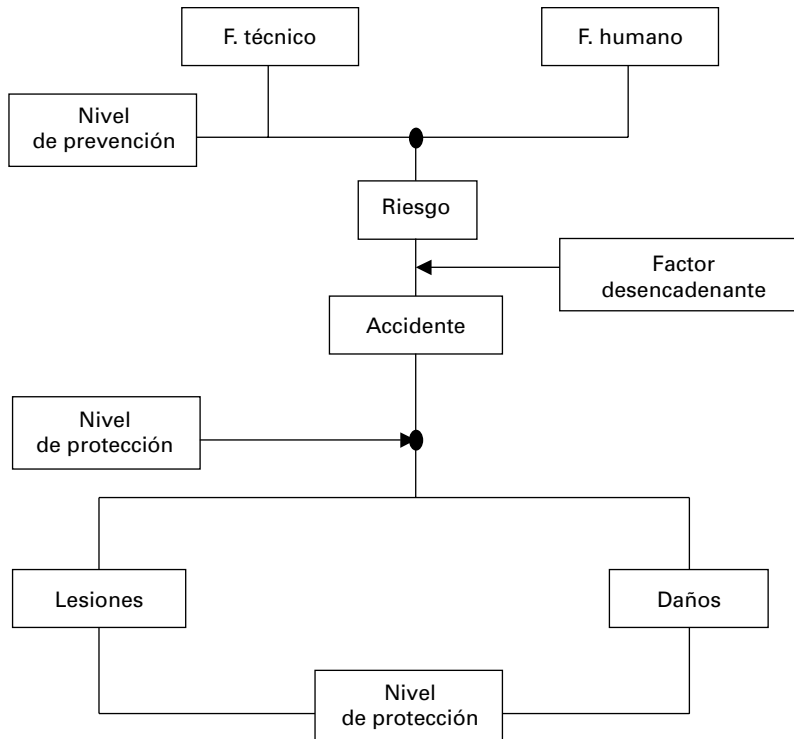 F. técnico
F. humano
Nivel
de prevención
Riesgo
Factor
desencadenante
Accidente
Nivel
de protección
Lesiones
Daños
Nivel
de protección